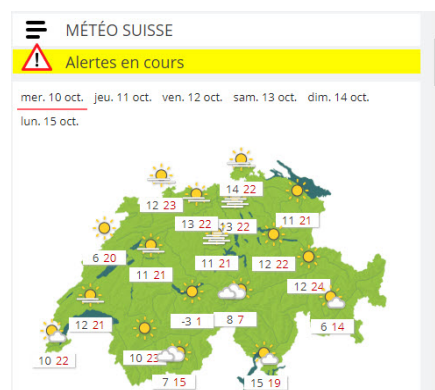 MÉTÉO SUISSE
Alertes en cours
mer. 10 oct. jeu. 11 oct. ven. 12 oct. sam. 13 oct. dim. 14 oct.
lun. 15 oct.
14 22
12 23
13 22 13 22 11 21
6 20
11 21 11 21 12 22
12 24
12 21 -3 1 8 7 6 14
10 22 10 23
7 15 15 19